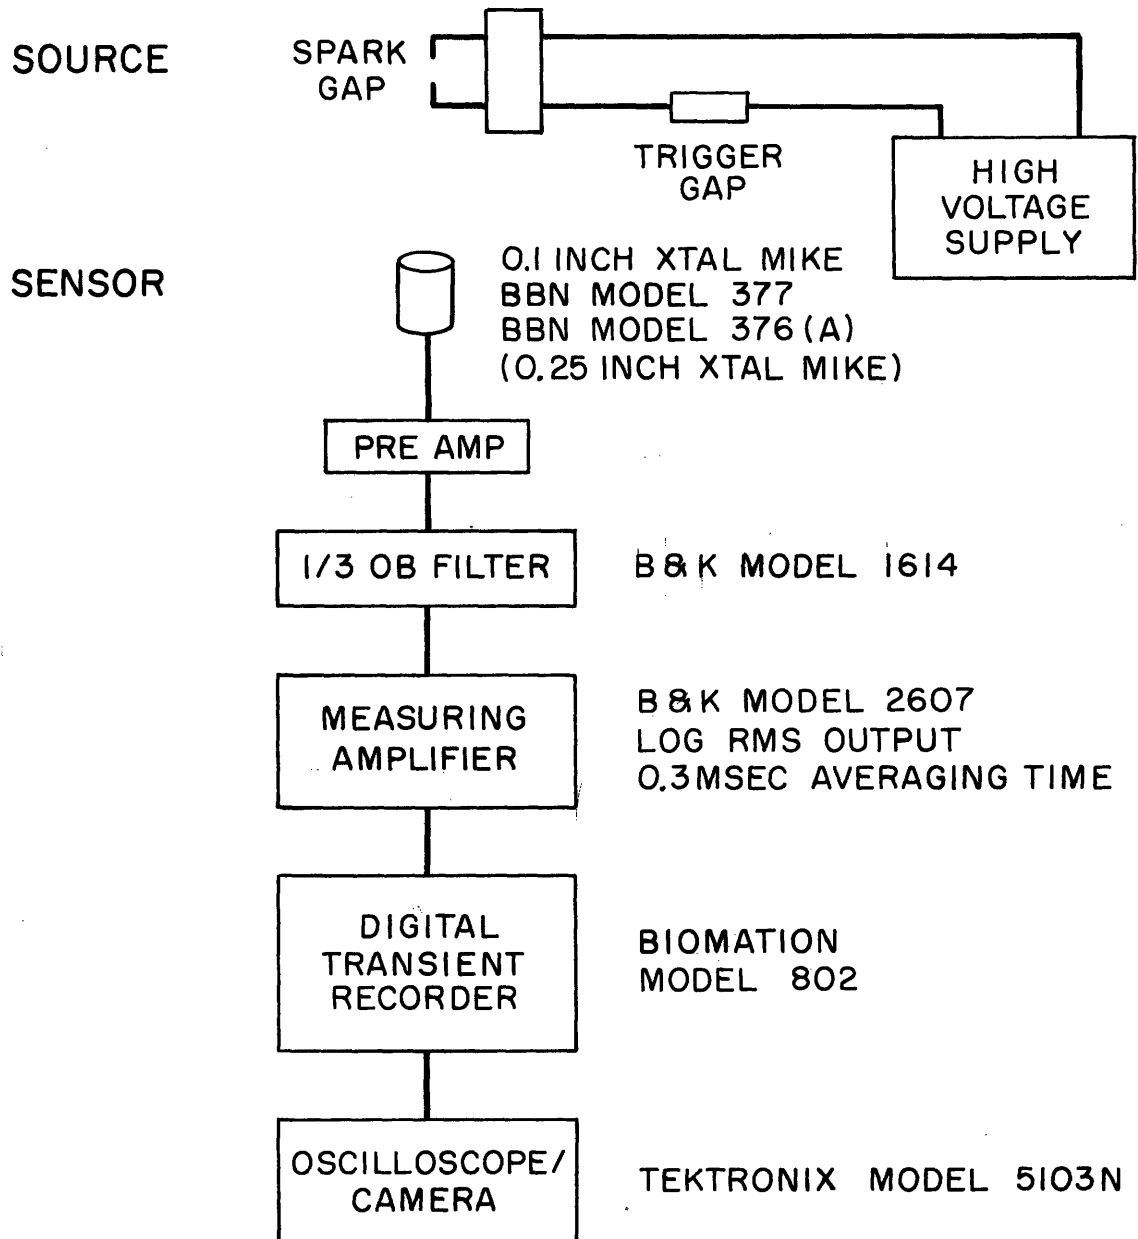 SOURCE
SPARK
GAP
TRIGGER
GAP
HIGH
VOLTAGE
SUPPLY
SENSOR
0.1 INCH XTAL MIKE
BBN MODEL 377
BBN MODEL 376(A)
(0.25 INCH XTAL MIKE)
PRE AMP
1/3 OB FILTER
B&K MODEL 1614
MEASURING
AMPLIFIER
B&K MODEL 2607
LOG RMS OUTPUT
0.3MSEC AVERAGING TIME
DIGITAL
TRANSIENT
RECORDER
BIOMATION
MODEL 802
OSCILLOSCOPE/
CAMERA
TEKTRONIX MODEL 5103N